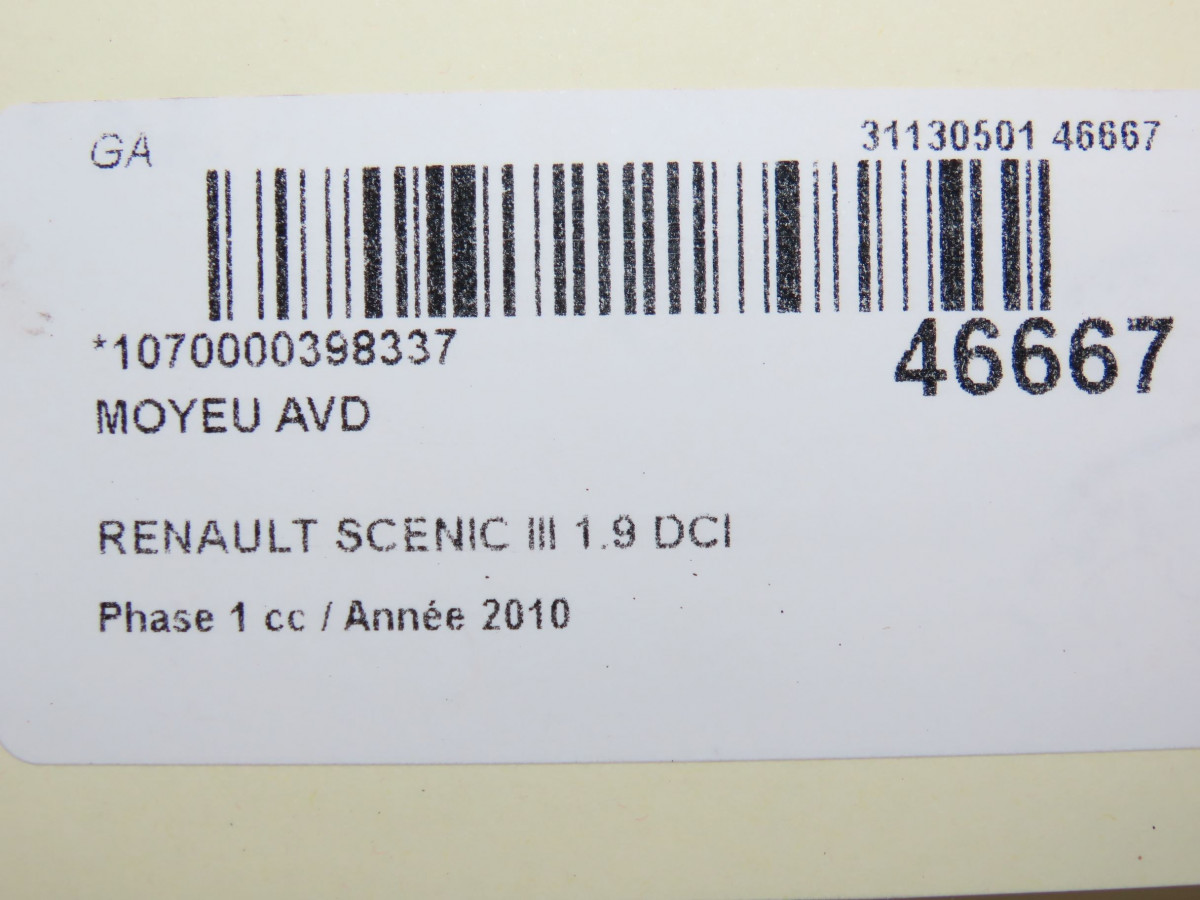 GA
31130501 46667
*1070000398337
46667
MOYEU AVD
RENAULT SCENIC III 1.9 DCI
Phase 1 cc / Année 2010